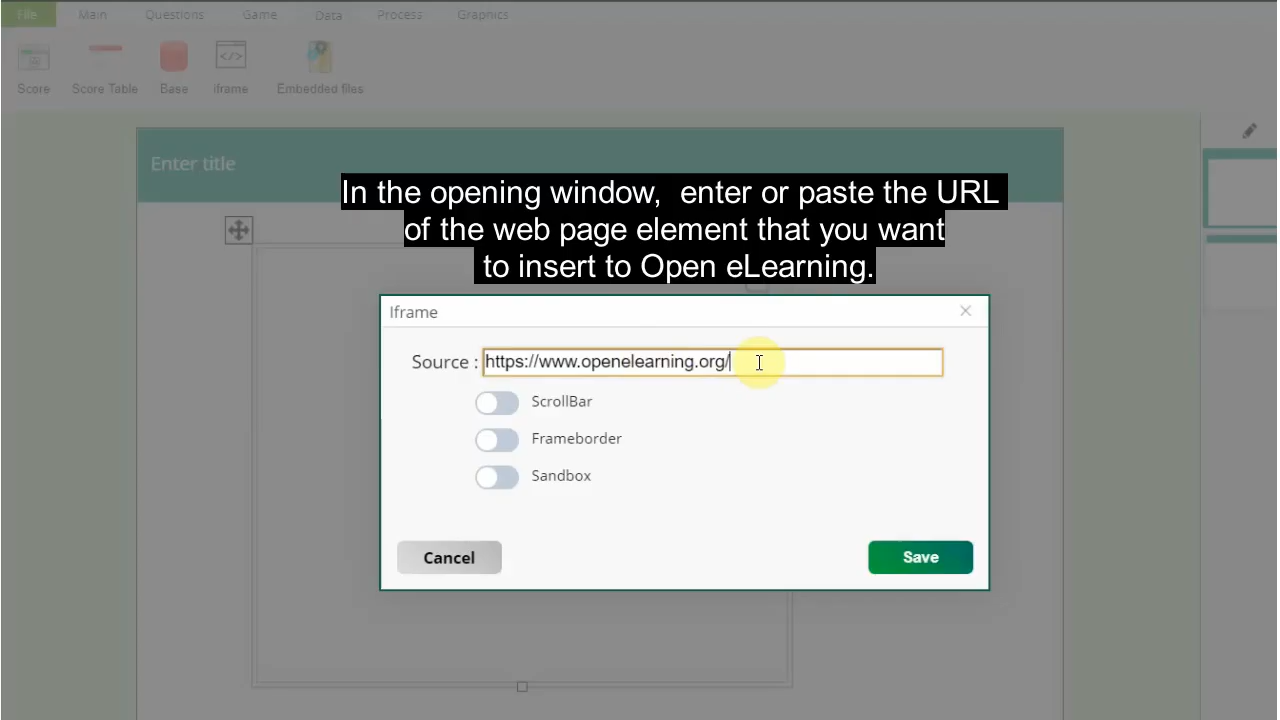 File Main Questions Game Data Process Graphics
Score Score Table Base iframe Embedded files
</>
Enter title
In the opening window, enter or paste the URL
of the web page element that you want
to insert to Open eLearning.
Iframe
Source : https://www.openelearning.org/
ScrollBar
Frameborder
Sandbox
Cancel Save